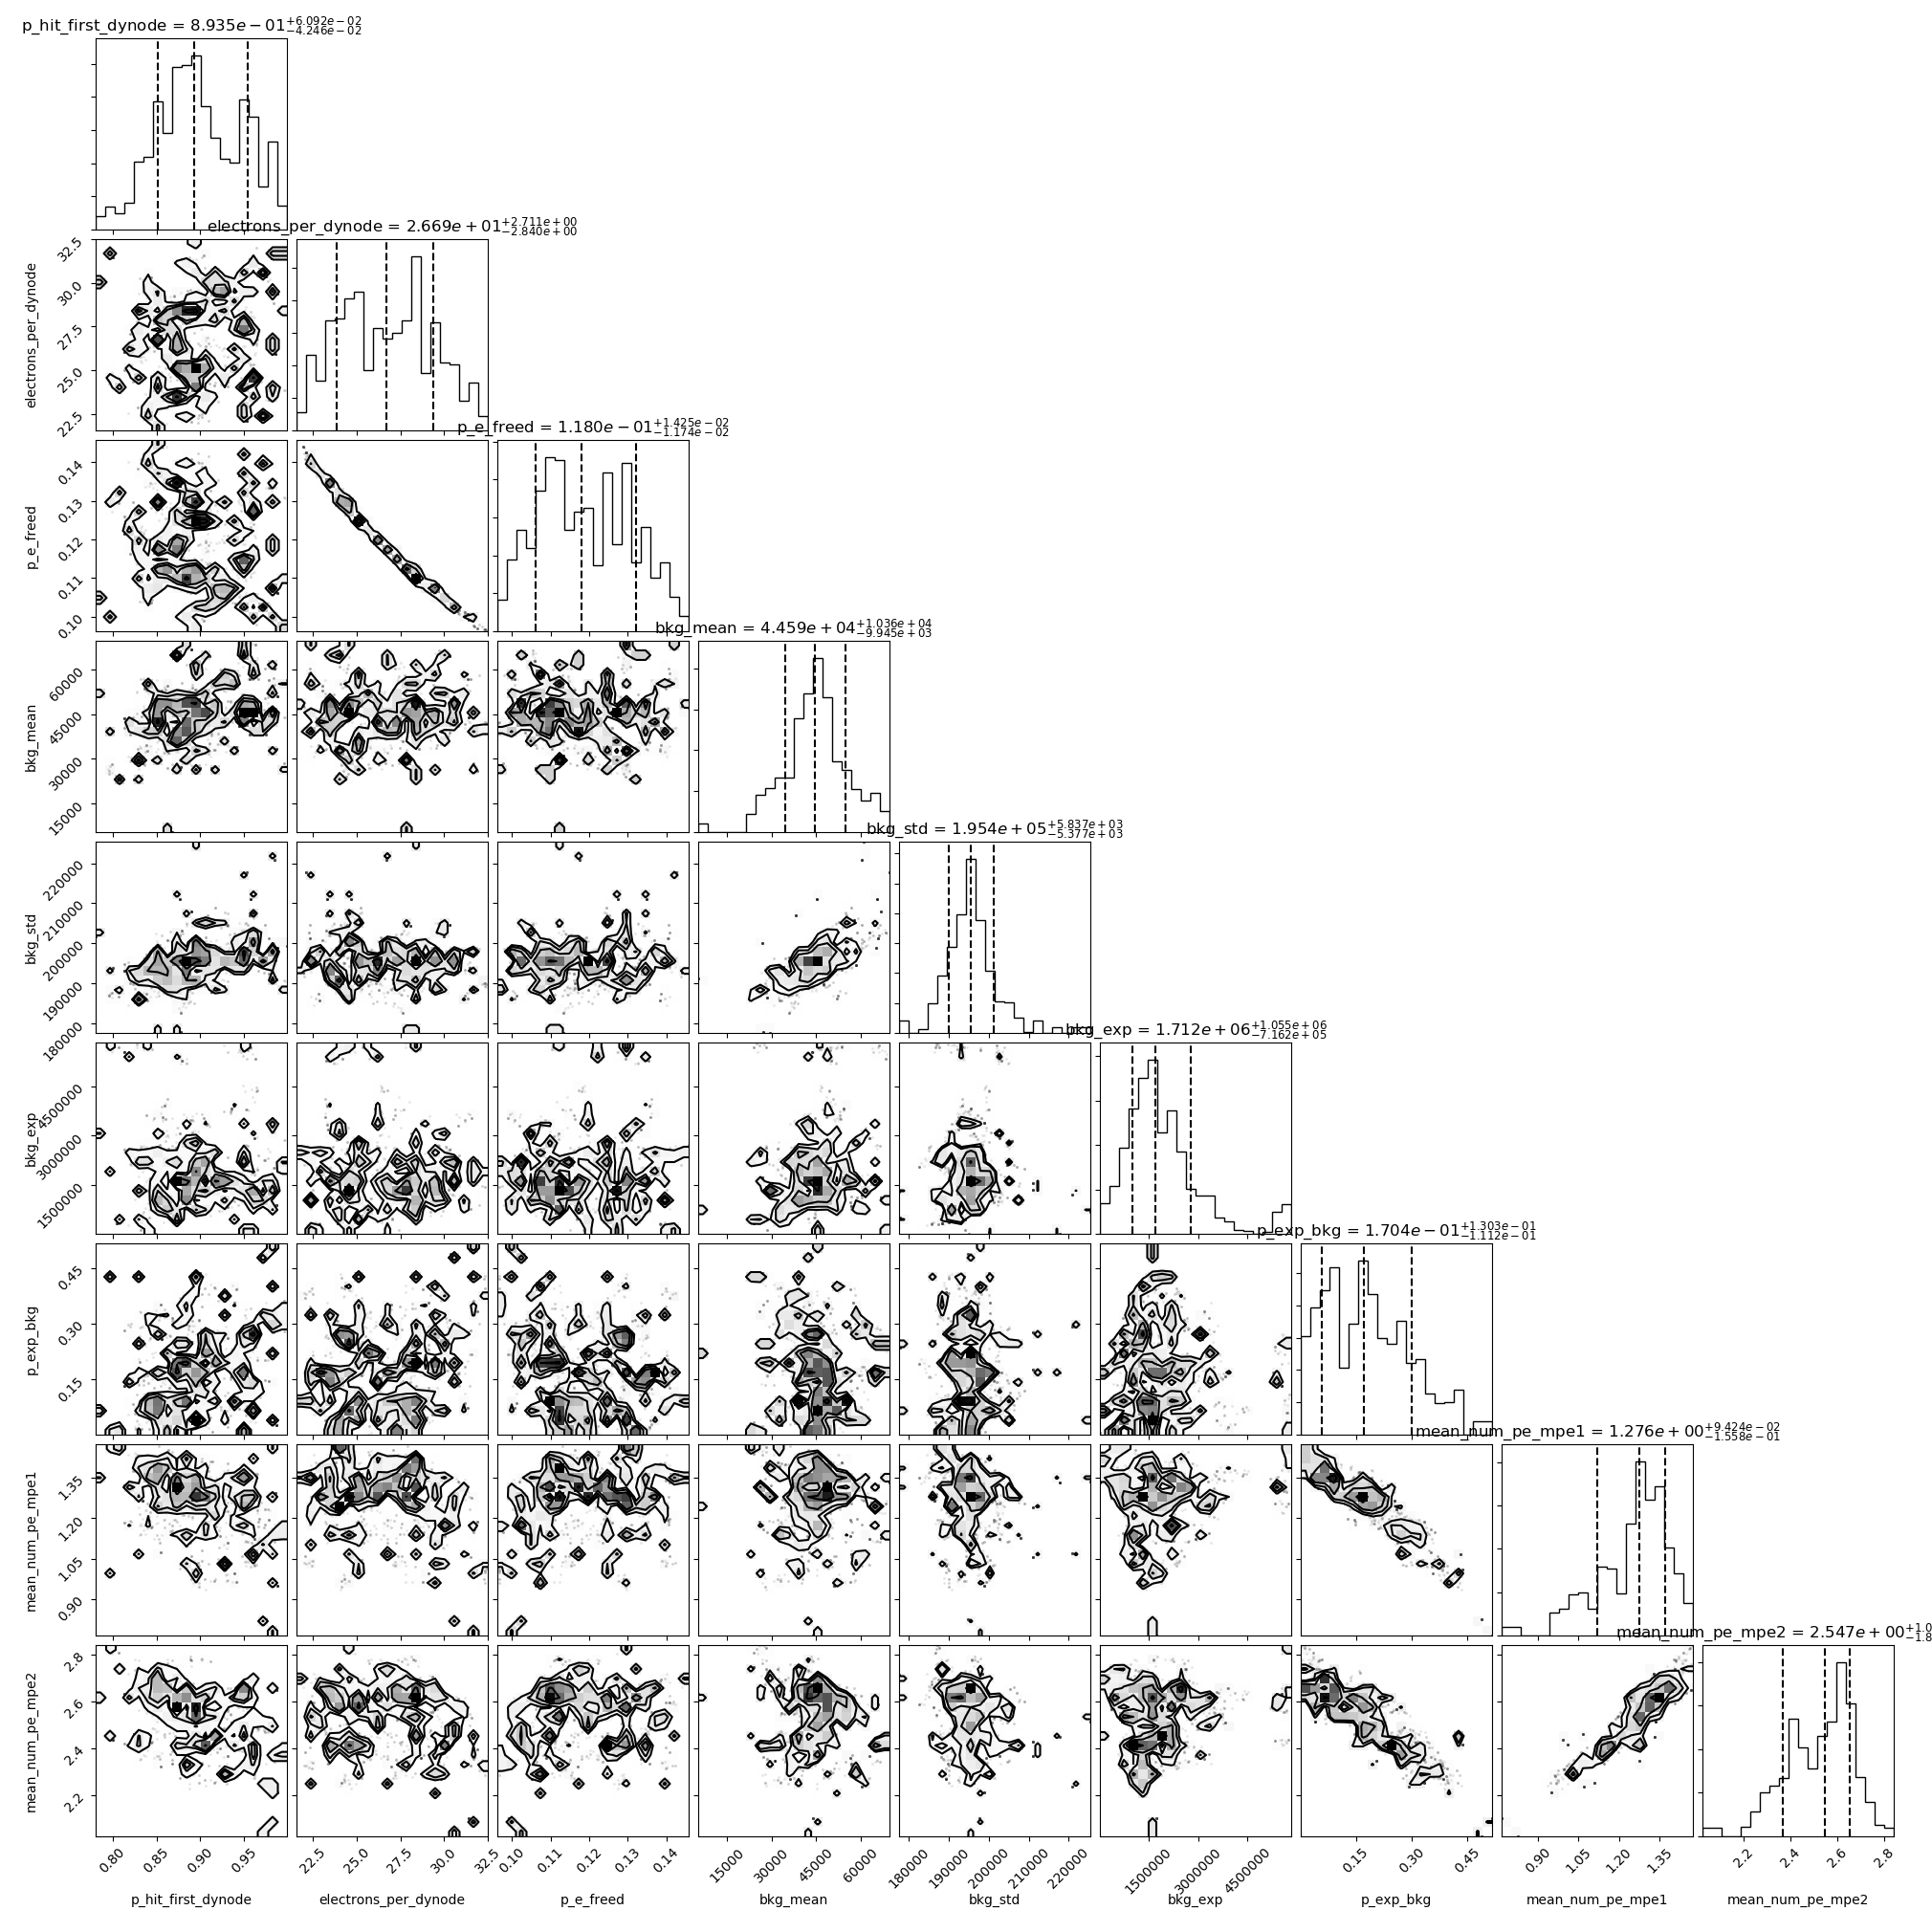 p_hit_first_dynode = 8.935e−01 +6.092e−02 −4.246e−02
electrons_per_dynode = 2.669e+01 +2.711e+00 −2.840e+00
32.5
30.0
27.5
25.0
22.5
electrons_per_dynode
p_e_freed = 1.180e−01 +1.425e−02 −1.174e−02
0.14
0.13
0.12
0.11
0.10
p_e_freed
bkg_mean = 4.459e+04 +1.036e+04 −9.945e+03
60000
45000
30000
15000
bkg_mean
bkg_std = 1.954e+05 +5.837e+03 −5.377e+03
220000
210000
200000
190000
180000
bkg_std
bkg_exp = 1.712e+06 +1.055e+06 −7.162e+05
4500000
3000000
1500000
bkg_exp
p_exp_bkg = 1.704e−01 +1.303e−01 −1.112e−01
0.45
0.30
0.15
p_exp_bkg
mean_num_pe_mpe1 = 1.276e+00 +9.424e−02 −1.558e−01
1.35
1.20
1.05
0.90
mean_num_pe_mpe1
mean_num_pe_mpe2 = 2.547e+00 +1.0 −1.8
2.8
2.6
2.4
2.2
mean_num_pe_mpe2
0.80 0.85 0.90 0.95
22.5 25.0 27.5 30.0 32.5
0.10 0.11 0.12 0.13 0.14
15000 30000 45000 60000
180000 190000 200000 210000 220000
1500000 3000000 4500000
0.15 0.30 0.45
0.90 1.05 1.20 1.35
2.2 2.4 2.6 2.8
p_hit_first_dynode electrons_per_dynode p_e_freed bkg_mean bkg_std bkg_exp p_exp_bkg mean_num_pe_mpe1 mean_num_pe_mpe2